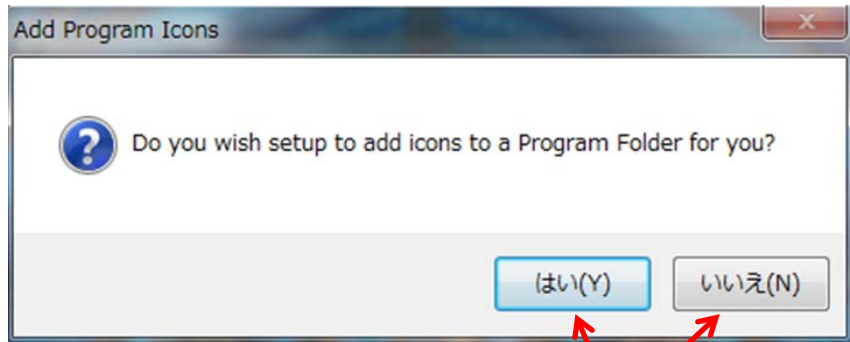 Add Program Icons
Do you wish setup to add icons to a Program Folder for you?
はい(Y)
いいえ(N)